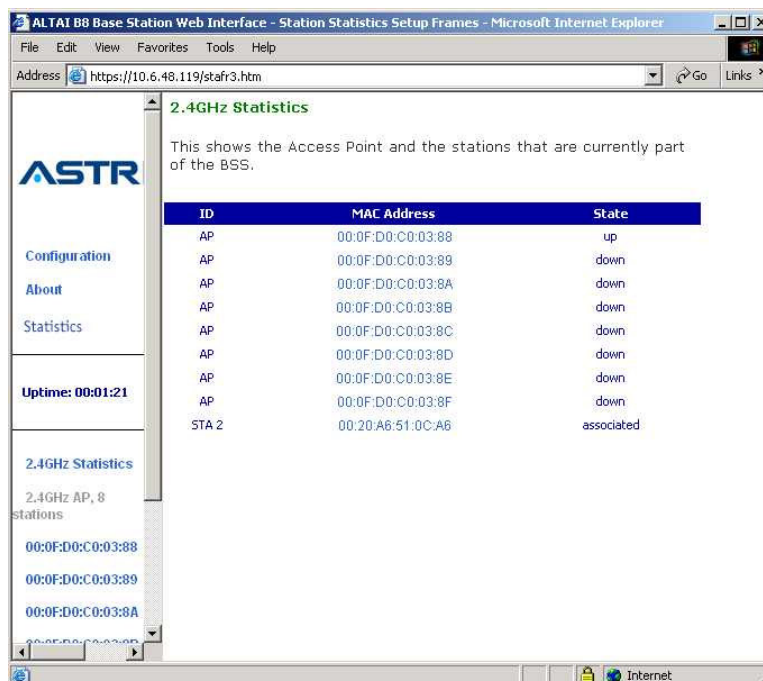 ALTAI B8 Base Station Web Interface - Station Statistics Setup Frames - Microsoft Internet Explorer
File Edit View Favorites Tools Help
Address https://10.6.48.119/stafr3.htm Go Links
ASTR
Configuration
About
Statistics
Uptime: 00:01:21
2.4GHz Statistics
2.4GHz AP, 8
stations
00:0F:D0:C0:03:88
00:0F:D0:C0:03:89
00:0F:D0:C0:03:8A
2.4GHz Statistics
This shows the Access Point and the stations that are currently part
of the BSS.
ID MAC Address State
AP 00:0F:D0:C0:03:88 up
AP 00:0F:D0:C0:03:89 down
AP 00:0F:D0:C0:03:8A down
AP 00:0F:D0:C0:03:8B down
AP 00:0F:D0:C0:03:8C down
AP 00:0F:D0:C0:03:8D down
AP 00:0F:D0:C0:03:8E down
AP 00:0F:D0:C0:03:8F down
STA 2 00:20:A6:51:0C:A6 associated
Internet